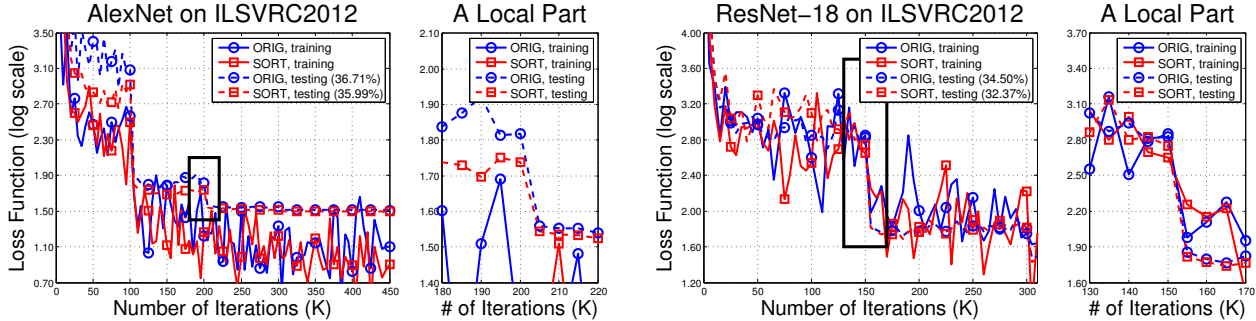 AlexNet on ILSVRC2012
Loss Function (log scale)
3.50
3.10
2.70
2.30
1.90
1.50
1.10
0.70
0 50 100 150 200 250 300 350 400 450
Number of Iterations (K)
ORIG, training
SORT, training
ORIG, testing (36.71%)
SORT, testing (35.99%)
A Local Part
2.10
2.00
1.90
1.80
1.70
1.60
1.50
1.40
180 190 200 210 220
# of Iterations (K)
ORIG, training
SORT, training
ORIG, testing
SORT, testing
ResNet−18 on ILSVRC2012
Loss Function (log scale)
4.00
3.60
3.20
2.80
2.40
2.00
1.60
1.20
0 50 100 150 200 250 300
Number of Iterations (K)
ORIG, training
SORT, training
ORIG, testing (34.50%)
SORT, testing (32.37%)
A Local Part
3.70
3.40
3.10
2.80
2.50
2.20
1.90
1.60
130 140 150 160 170
# of Iterations (K)
ORIG, training
SORT, training
ORIG, testing
SORT, testing